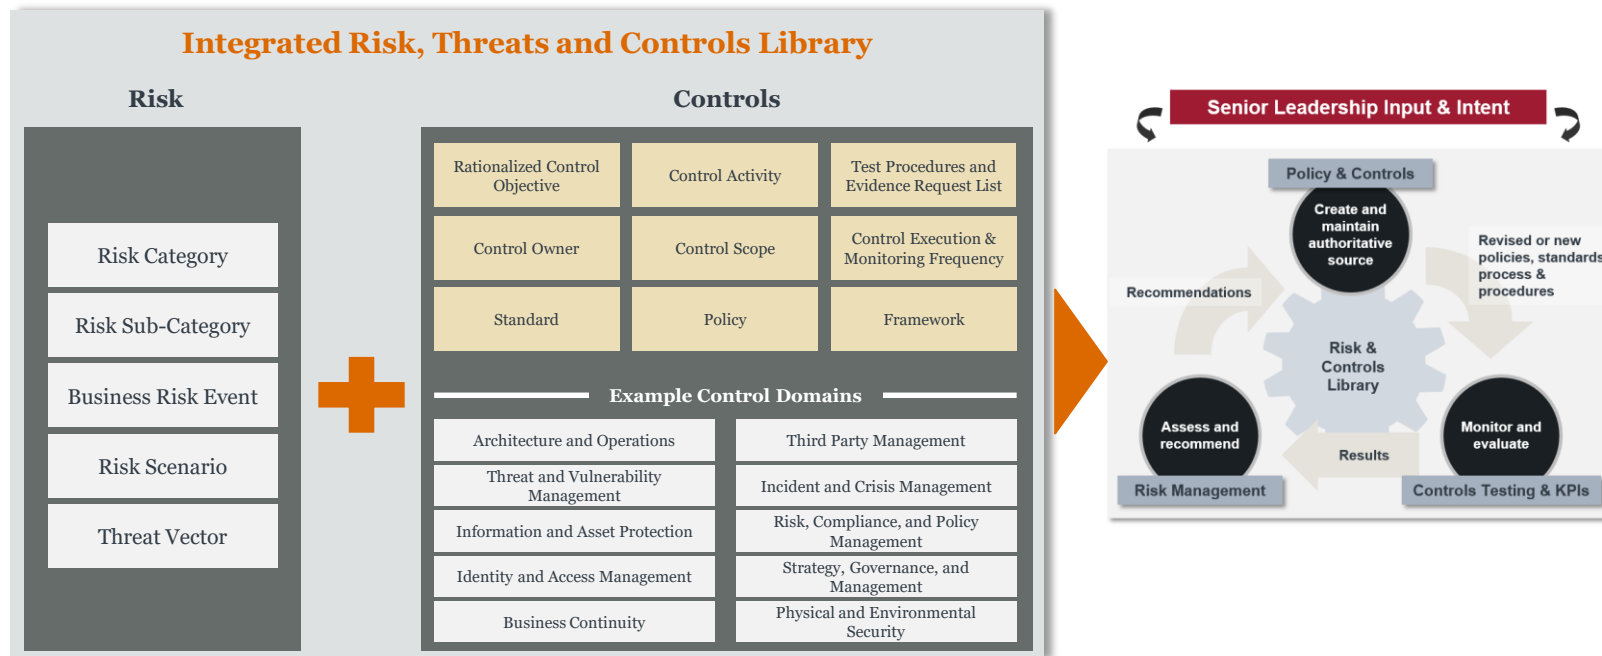 Integrated Risk, Threats and Controls Library
Risk
Risk Category
Risk Sub-Category
Business Risk Event
Risk Scenario
Threat Vector
Controls
Rationalized Control
Objective
Control Activity
Test Procedures and
Evidence Request List
Control Owner
Control Scope
Control Execution &
Monitoring Frequency
Standard
Policy
Framework
Example Control Domains
Architecture and Operations
Third Party Management
Threat and Vulnerability
Management
Incident and Crisis Management
Information and Asset Protection
Risk, Compliance, and Policy
Management
Identity and Access Management
Strategy, Governance, and
Management
Business Continuity
Physical and Environmental
Security
Senior Leadership Input & Intent
Policy & Controls
Create and
maintain
authoritative
source
Revised or new
policies, standards
process &
procedures
Recommendations
Risk &
Controls
Library
Assess and
recommend
Risk Management
Results
Monitor and
evaluate
Controls Testing & KPIs